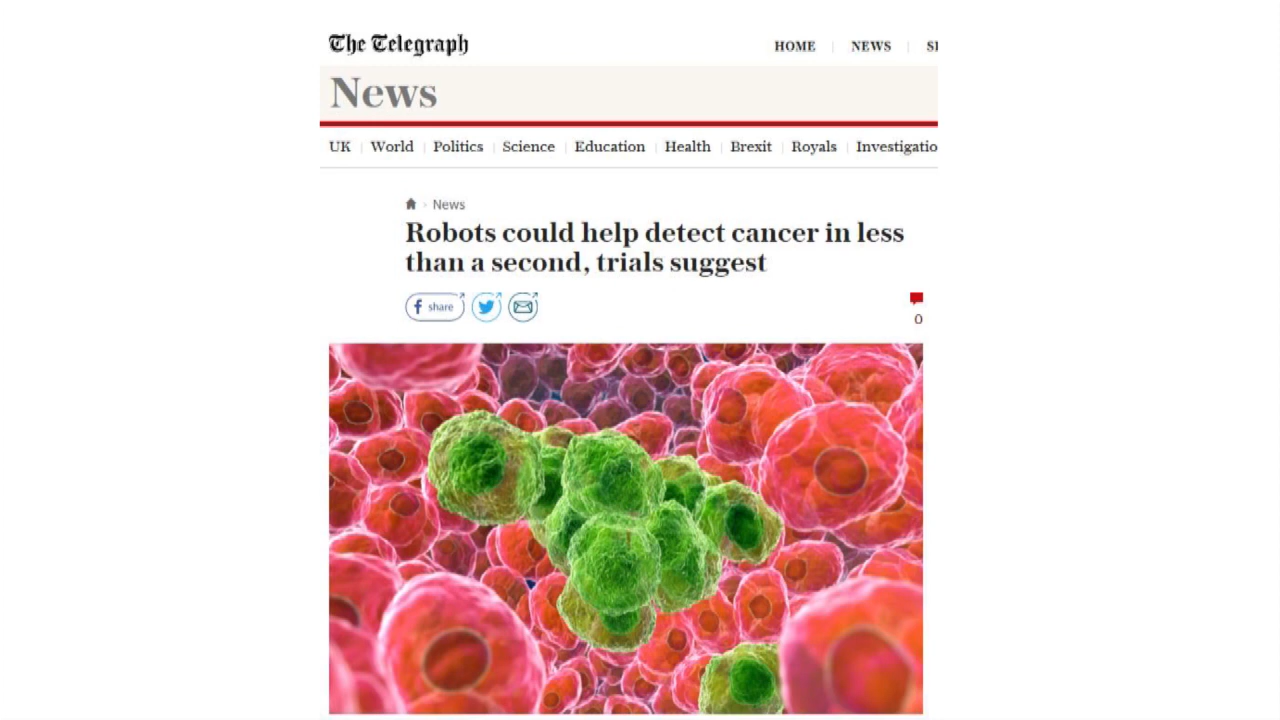 The Telegraph
HOME NEWS
News
UK World Politics Science Education Health Brexit Royals Investigatio
News
Robots could help detect cancer in less
than a second, trials suggest
f share
0